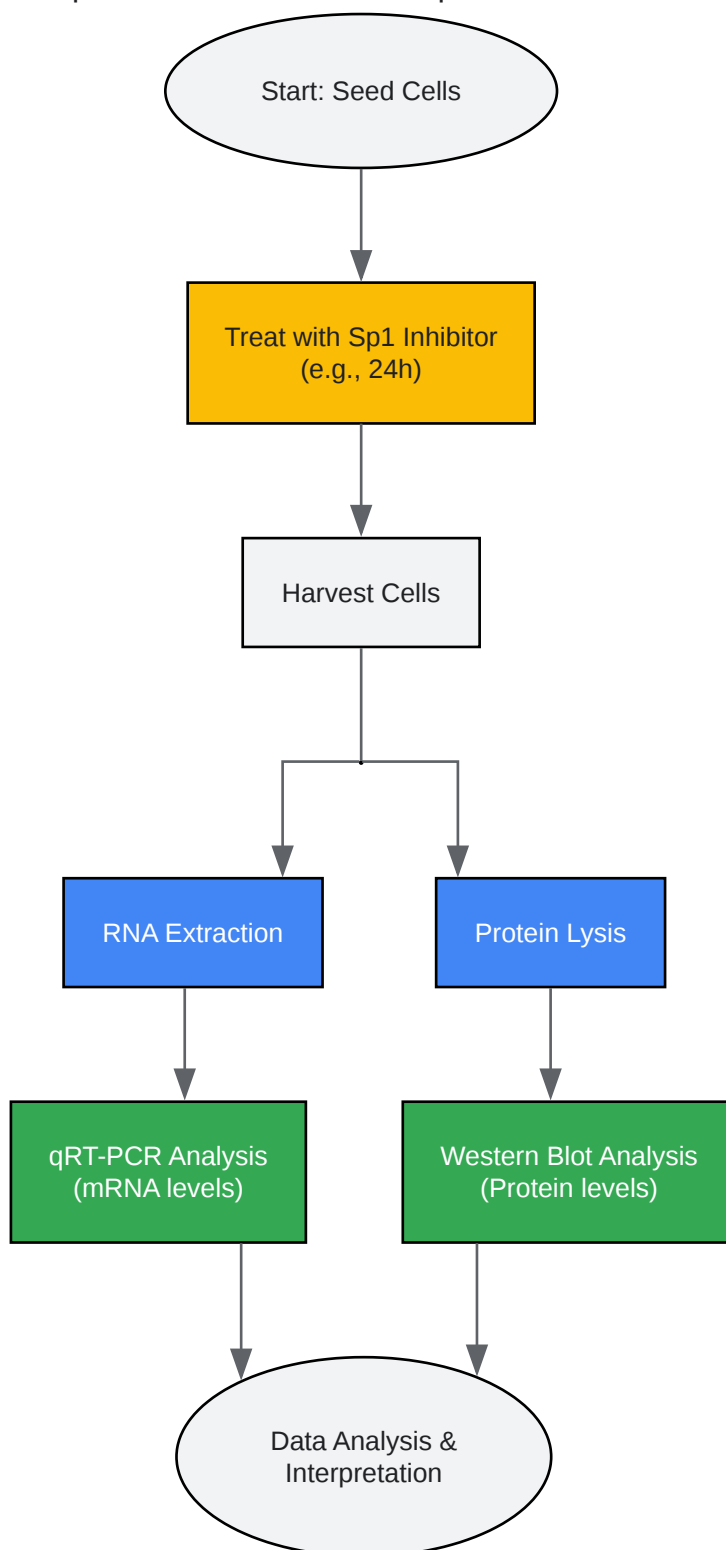 Start: Seed Cells
Treat with Sp1 Inhibitor
(e.g., 24h)
Harvest Cells
RNA Extraction
Protein Lysis
qRT-PCR Analysis
(mRNA levels)
Western Blot Analysis
(Protein levels)
Data Analysis &
Interpretation